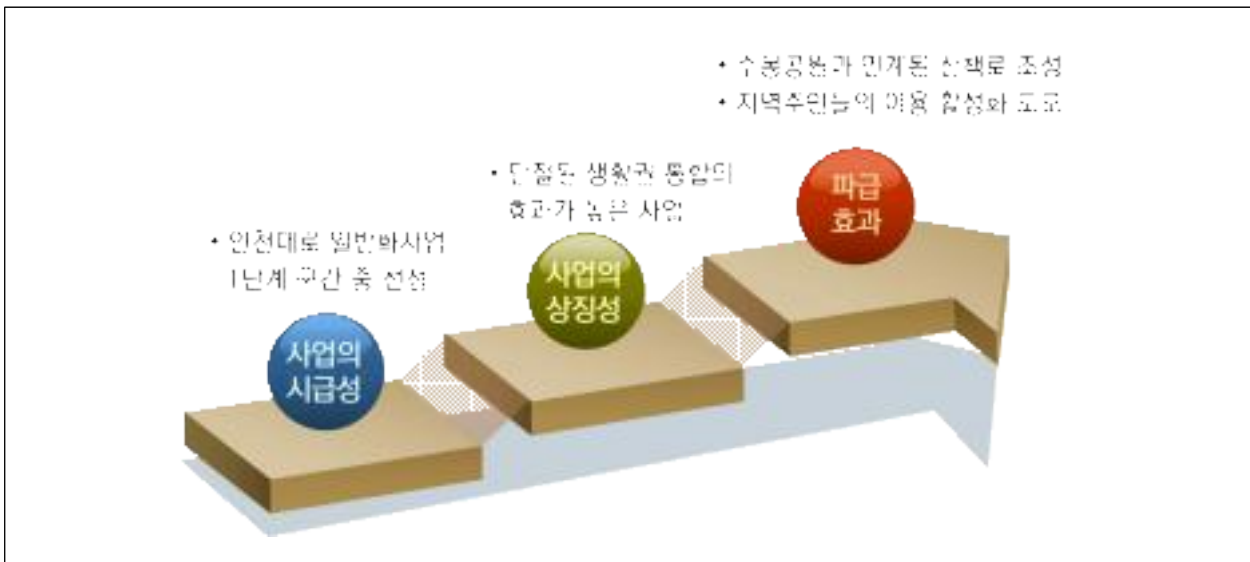 • 수봉공원과 연계된 산책로 조성
• 지역주민들의 이용 활성화 도모
• 단절된 생활권 통합의
효과가 높은 사업
파급
효과
• 인천대로 일반화사업
1단계 구간 중 선정
사업의
상징성
사업의
시급성